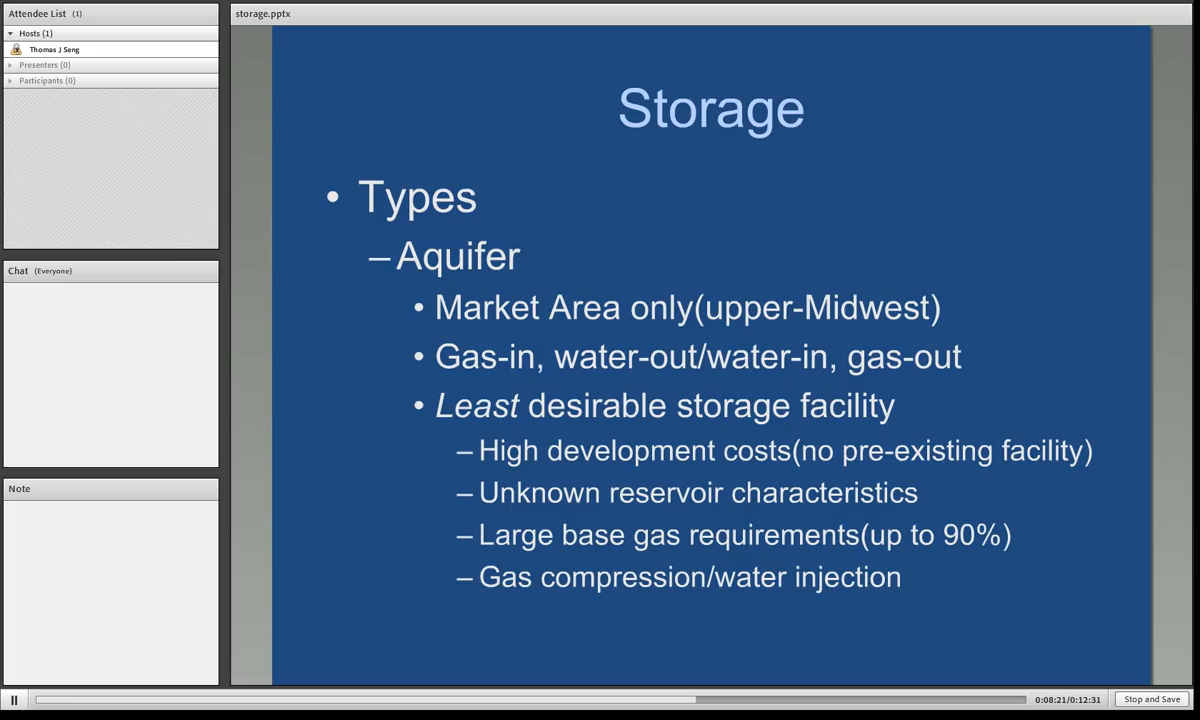 Attendee List (1)
Hosts (1)
Thomas J Seng
Presenters (0)
Participants (0)
Chat (Everyone)
Note
storage.pptx
Storage
• Types
– Aquifer
• Market Area only(upper-Midwest)
• Gas-in, water-out/water-in, gas-out
• Least desirable storage facility
– High development costs(no pre-existing facility)
– Unknown reservoir characteristics
– Large base gas requirements(up to 90%)
– Gas compression/water injection
0:08:21/0:12:31
Stop and Save